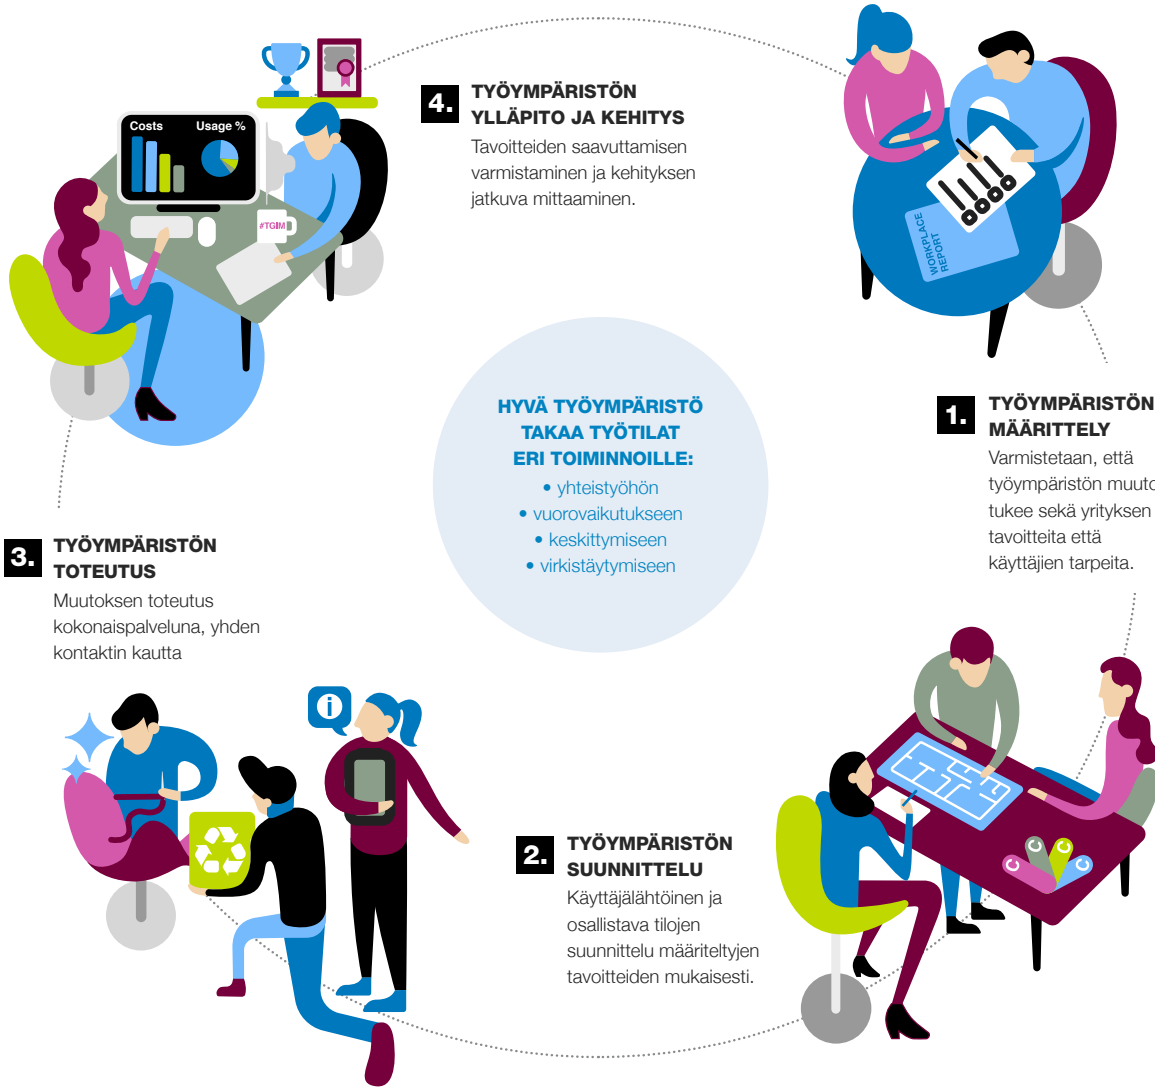 4.
TYÖYMPÄRISTÖN
YLLÄPITO JA KEHITYS
Tavoitteiden saavuttamisen
varmistaminen ja kehityksen
jatkuva mittaaminen.
Costs Usage %
#TGIM
WORKPLACE
REPORT
HYVÄ TYÖYMPÄRISTÖ
TAKAA TYÖTILAT
ERI TOIMINNOILLE:
• yhteistyöhön
• vuorovaikutukseen
• keskittymiseen
• virkistäytymiseen
1.
TYÖYMPÄRISTÖN
MÄÄRITTELY
Varmistetaan, että
työympäristön muuto
tukee sekä yrityksen
tavoitteita että
käyttäjien tarpeita.
3.
TYÖYMPÄRISTÖN
TOTEUTUS
Muutoksen toteutus
kokonaispalveluna, yhden
kontaktin kautta
i
2.
TYÖYMPÄRISTÖN
SUUNNITTELU
Käyttäjälähtöinen ja
osallistava tilojen
suunnittelu määriteltyjen
tavoitteiden mukaisesti.
C C C C